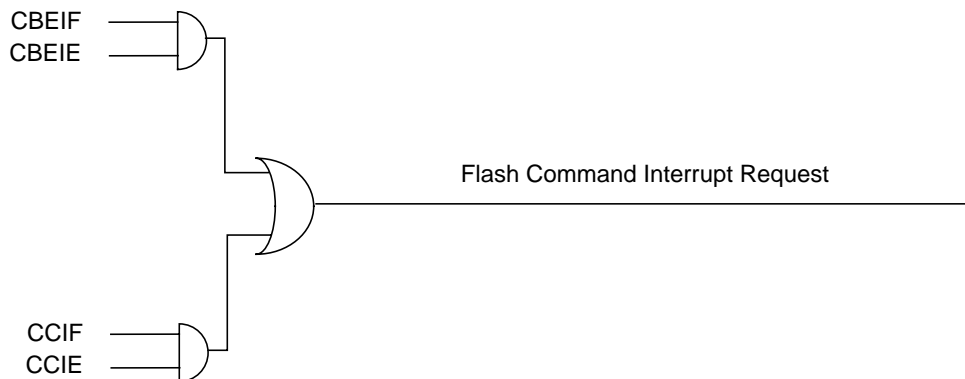 CBEIF
CBEIE
Flash Command Interrupt Request
CCIF
CCIE